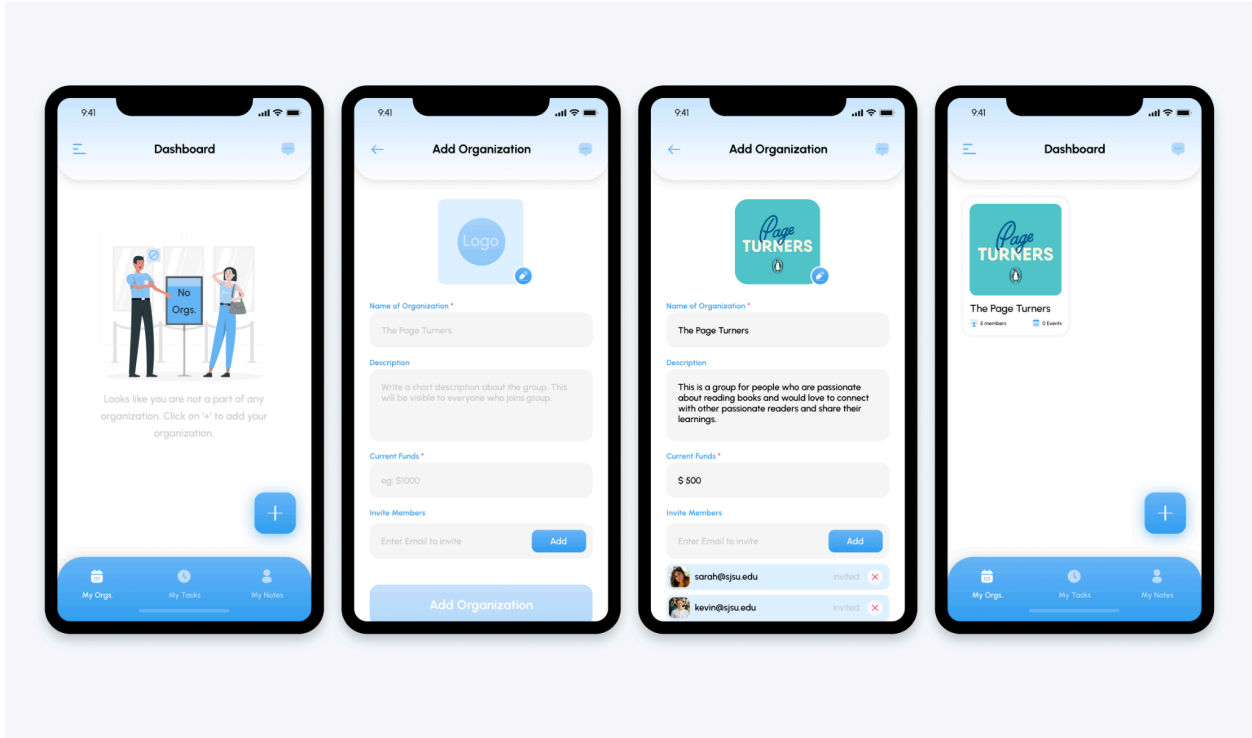 9:41
Dashboard
No
Orgs.
Looks like you are not a part of any
organization. Click on '+' to add your
organization.
My Orgs.
My Tasks
My Notes
9:41
Add Organization
Logo
Name of Organization *
The Page Turners
Description
Write a short description about the group. This
will be visible to everyone who joins group.
Current Funds *
eg: $1000
Invite Members
Enter Email to invite
Add
Add Organization
9:41
Add Organization
Page
TURNERS
Name of Organization *
The Page Turners
Description
This is a group for people who are passionate
about reading books and would love to connect
with other passionate readers and share their
learnings.
Current Funds *
$ 500
Invite Members
Enter Email to invite
Add
sarah@sjsu.edu
invited
kevin@sjsu.edu
invited
9:41
Dashboard
Page
TURNERS
The Page Turners
members
0 Events
My Orgs.
My Tasks
My Notes